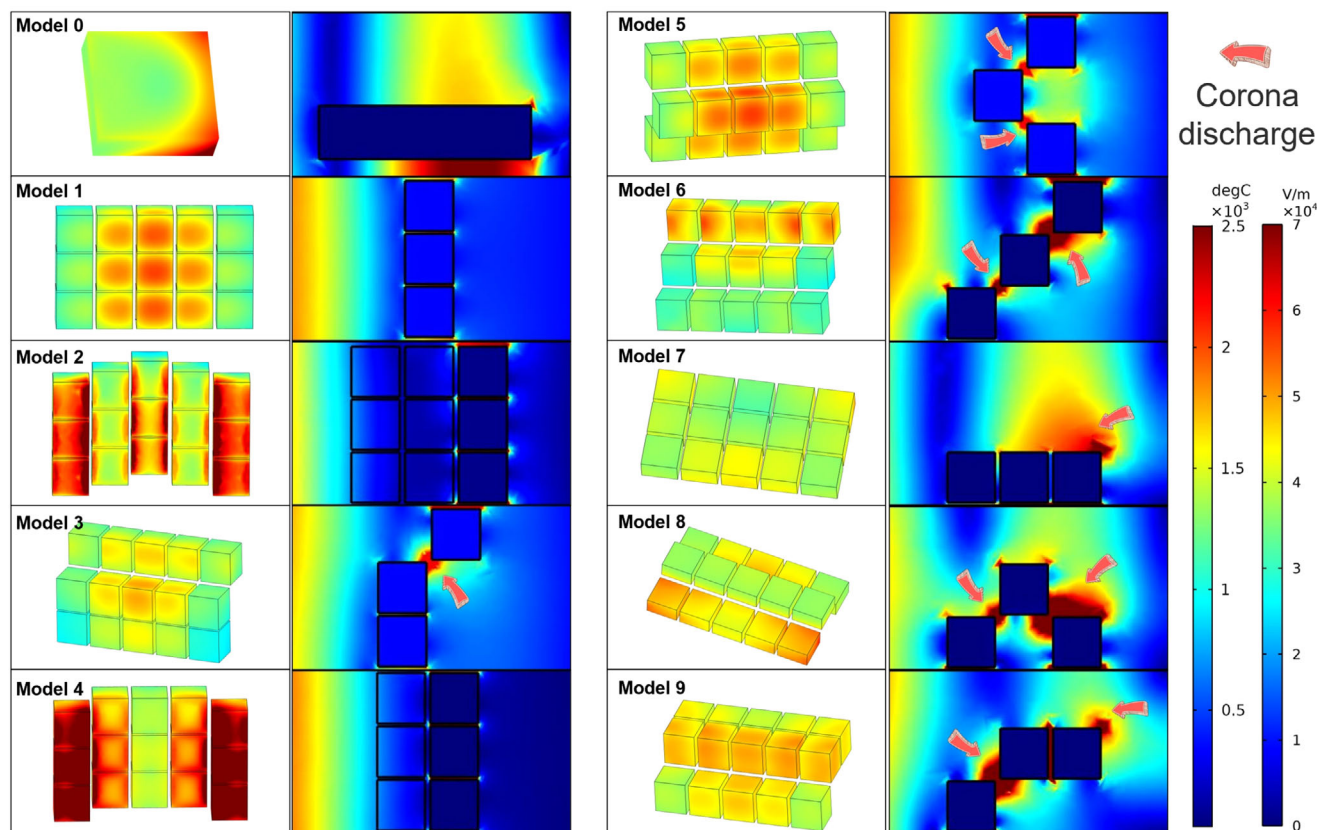 Model 0
Model 1
Model 2
Model 3
Model 4
Model 5
Model 6
Model 7
Model 8
Model 9
Corona
discharge
degC
×10³
2.5
2
1.5
1
0.5
V/m
×10⁴
7
6
5
4
3
2
1
0